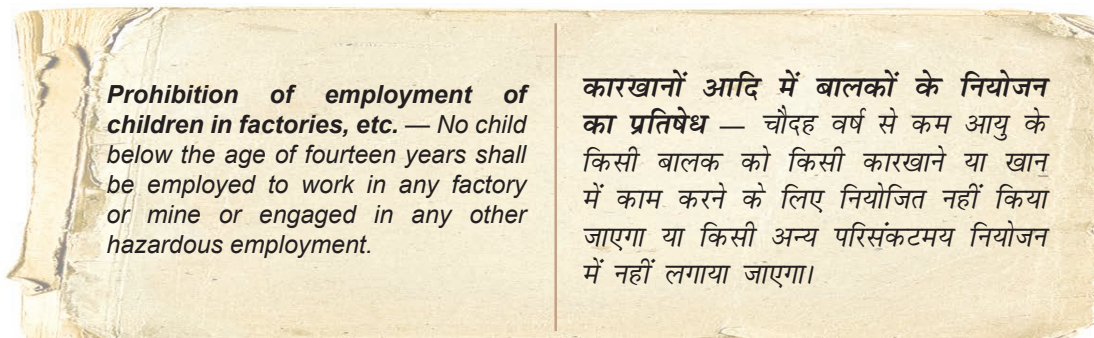 Prohibition of employment of
children in factories, etc. — No child
below the age of fourteen years shall
be employed to work in any factory
or mine or engaged in any other
hazardous employment.
कारखानों आदि में बालकों के नियोजन
का प्रतिषेध — चौदह वर्ष से कम आयु के
किसी बालक को किसी कारखाने या खान
में काम करने के लिए नियोजित नहीं किया
जाएगा या किसी अन्य परिसंकटमय नियोजन
में नहीं लगाया जाएगा।